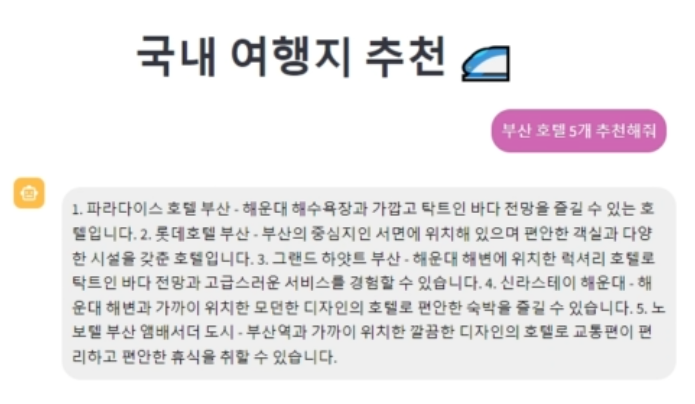 국내 여행지 추천
부산 호텔 5개 추천해줘
1. 파라다이스 호텔 부산 - 해운대 해수욕장과 가깝고 탁트인 바다 전망을 즐길 수 있는 호
텔입니다. 2. 롯데호텔 부산 - 부산의 중심지인 서면에 위치해 있으며 편안한 객실과 다양
한 시설을 갖춘 호텔입니다. 3. 그랜드 하얏트 부산 - 해운대 해변에 위치한 럭셔리 호텔로
탁트인 바다 전망과 고급스러운 서비스를 경험할 수 있습니다. 4. 신라스테이 해운대 - 해
운대 해변과 가까이 위치한 모던한 디자인의 호텔로 편안한 숙박을 즐길 수 있습니다. 5. 노
보텔 부산 앰배서더 도시 - 부산역과 가까이 위치한 깔끔한 디자인의 호텔로 교통편이 편
리하고 편안한 휴식을 취할 수 있습니다.